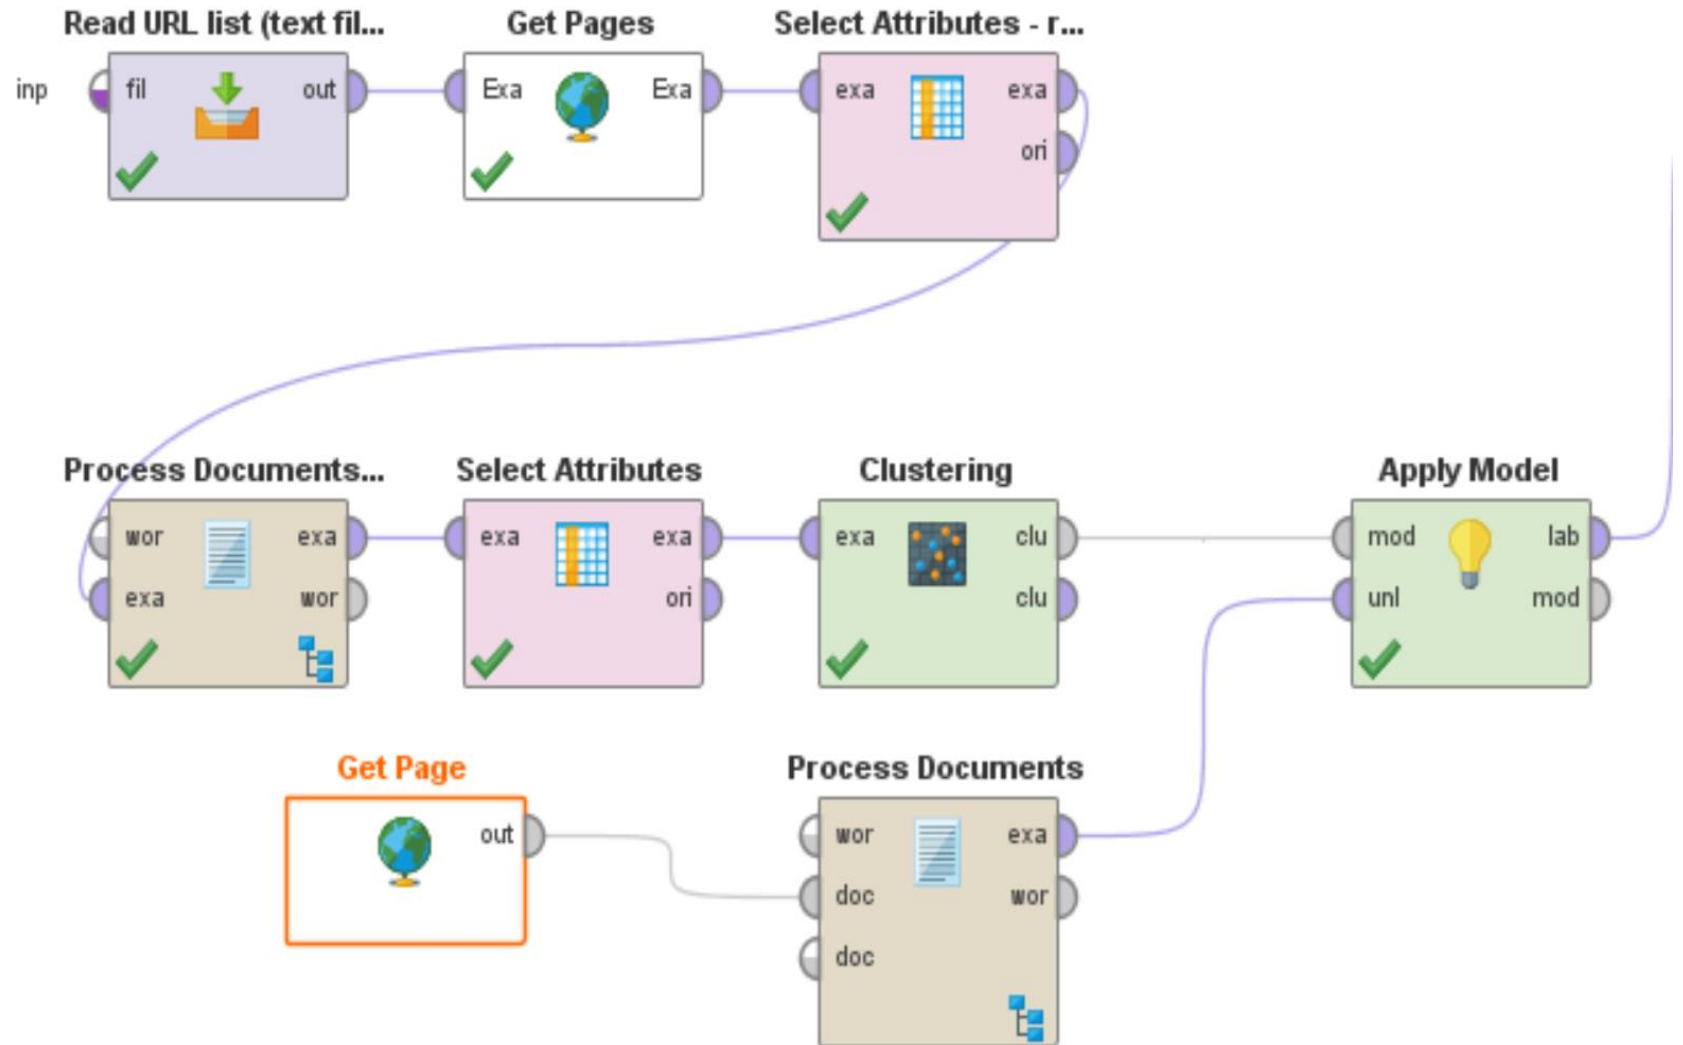 Read URL list (text fil...
Get Pages
Select Attributes - r...
inp
fil
out
Exa
Exa
exa
exa
ori
Process Documents...
Select Attributes
Clustering
Apply Model
wor
exa
exa
exa
exa
clu
mod
lab
exa
wor
ori
clu
unl
mod
Get Page
Process Documents
out
wor
exa
doc
wor
doc